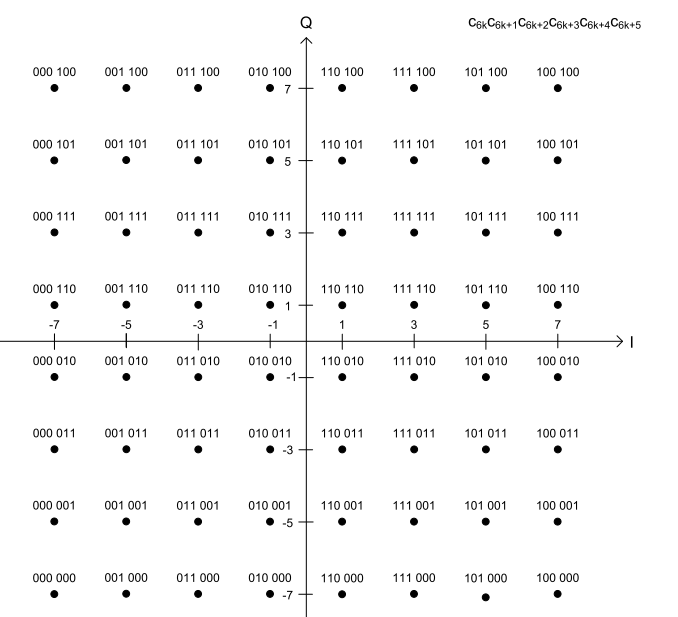 Q
c6kc6k+1c6k+2c6k+3c6k+4c6k+5
000 100 001 100 011 100 010 100 110 100 111 100 101 100 100 100
7
000 101 001 101 011 101 010 101 110 101 111 101 101 101 100 101
5
000 111 001 111 011 111 010 111 110 111 111 111 101 111 100 111
3
000 110 001 110 011 110 010 110 110 110 111 110 101 110 100 110
1
-7 -5 -3 -1 1 3 5 7
I
000 010 001 010 011 010 010 010 110 010 111 010 101 010 100 010
-1
000 011 001 011 011 011 010 011 110 011 111 011 101 011 100 011
-3
000 001 001 001 011 001 010 001 110 001 111 001 101 001 100 001
-5
000 000 001 000 011 000 010 000 110 000 111 000 101 000 100 000
-7